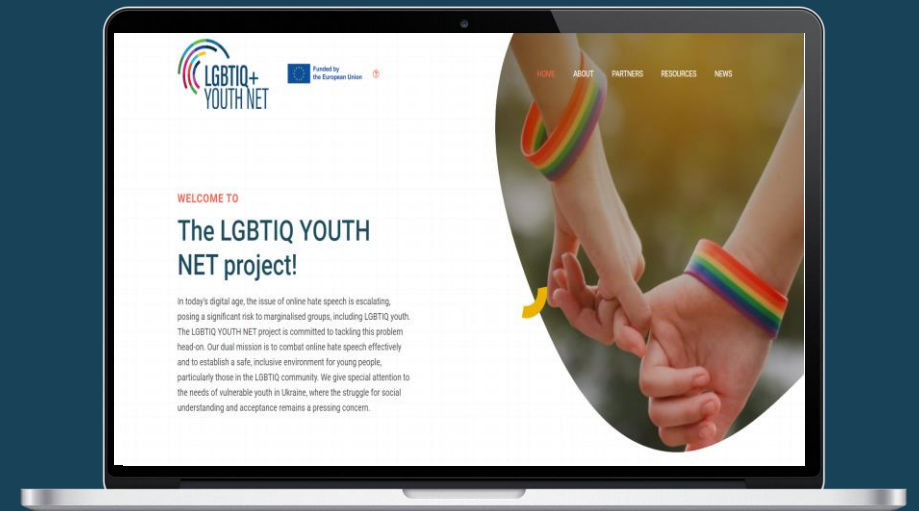 LGBTIQ+
YOUTH NET
Funded by
the European Union
HOME ABOUT PARTNERS RESOURCES NEWS
WELCOME TO
The LGBTIQ YOUTH
NET project!
in today's digital age, the issue of online hate speech is escalating,
posing a significant risk to marginalised groups, including LGBTIQ youth.
The LGBTIQ YOUTH NET project is committed to tackling this problem
head-on. Our dual mission is to combat online hate speech effectively
and to establish a safe, inclusive environment for young people,
particularly those in the LGBTIQ community. We give special attention to
the needs of vulnerable youth in Ukraine, where the struggle for social
understanding and acceptance remains a pressing concern.